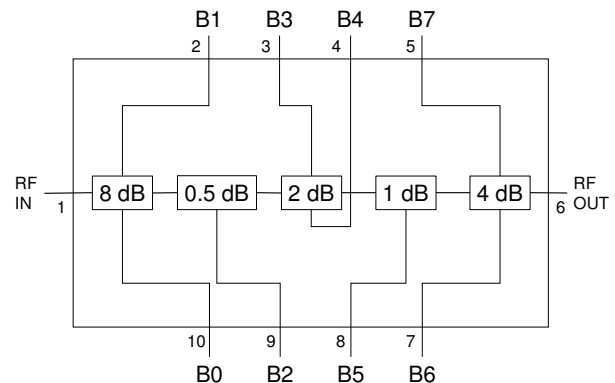 B1 B3 B4 B7
2 3 4 5
RF
IN
1
8 dB 0.5 dB 2 dB 1 dB 4 dB
RF
OUT
6
10 9 8 7
B0 B2 B5 B6